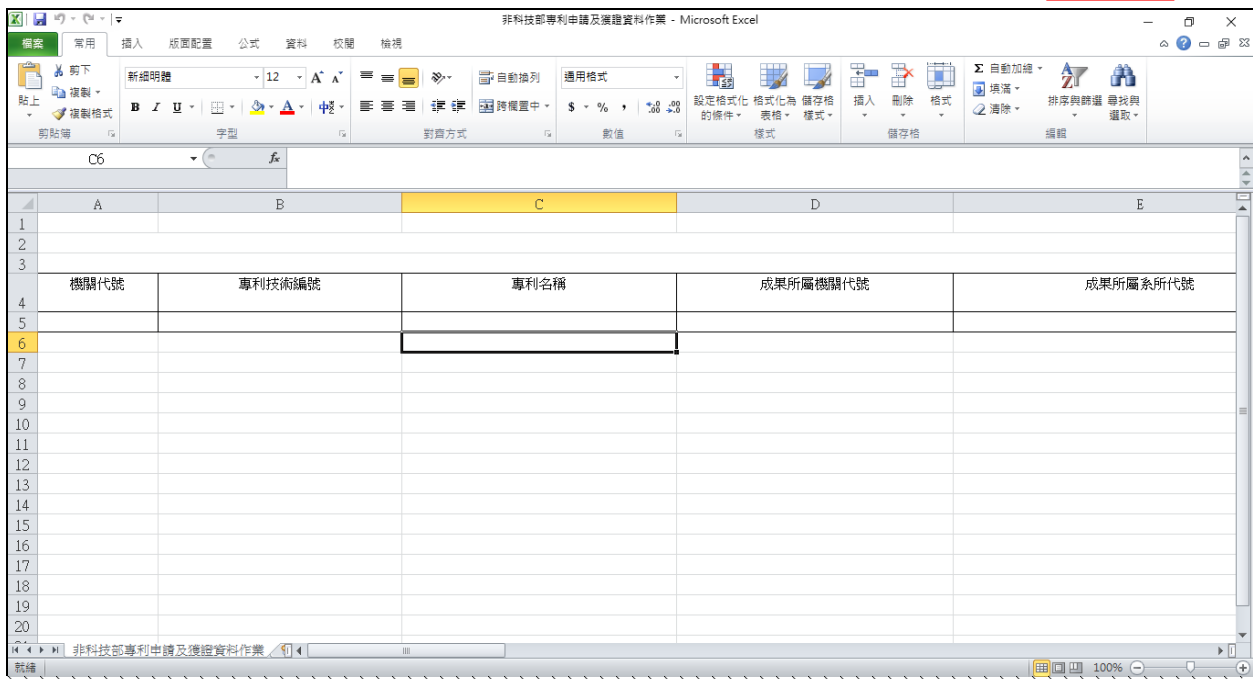 非科技部專利申請及獲證資料作業 - Microsoft Excel
檔案 常用 插入 版面配置 公式 資料 校閱 檢視
貼上 剪下 複製 複製格式 剪貼簿
新細明體 12 A A B I U A 中 字型
自動換列 跨欄置中 對齊方式
通用格式 $ % , .00 數值
設定格式化的條件 格式化為表格 儲存格樣式 樣式
插入 刪除 格式 儲存格
Σ 自動加總 填滿 清除 排序與篩選 尋找與選取 編輯
C6 fx
A B C D E
1
2
3
4 機關代號 專利技術編號 專利名稱 成果所屬機關代號 成果所屬系所代號
5
6
7
8
9
10
11
12
13
14
15
16
17
18
19
20
非科技部專利申請及獲證資料作業
就緒 100%